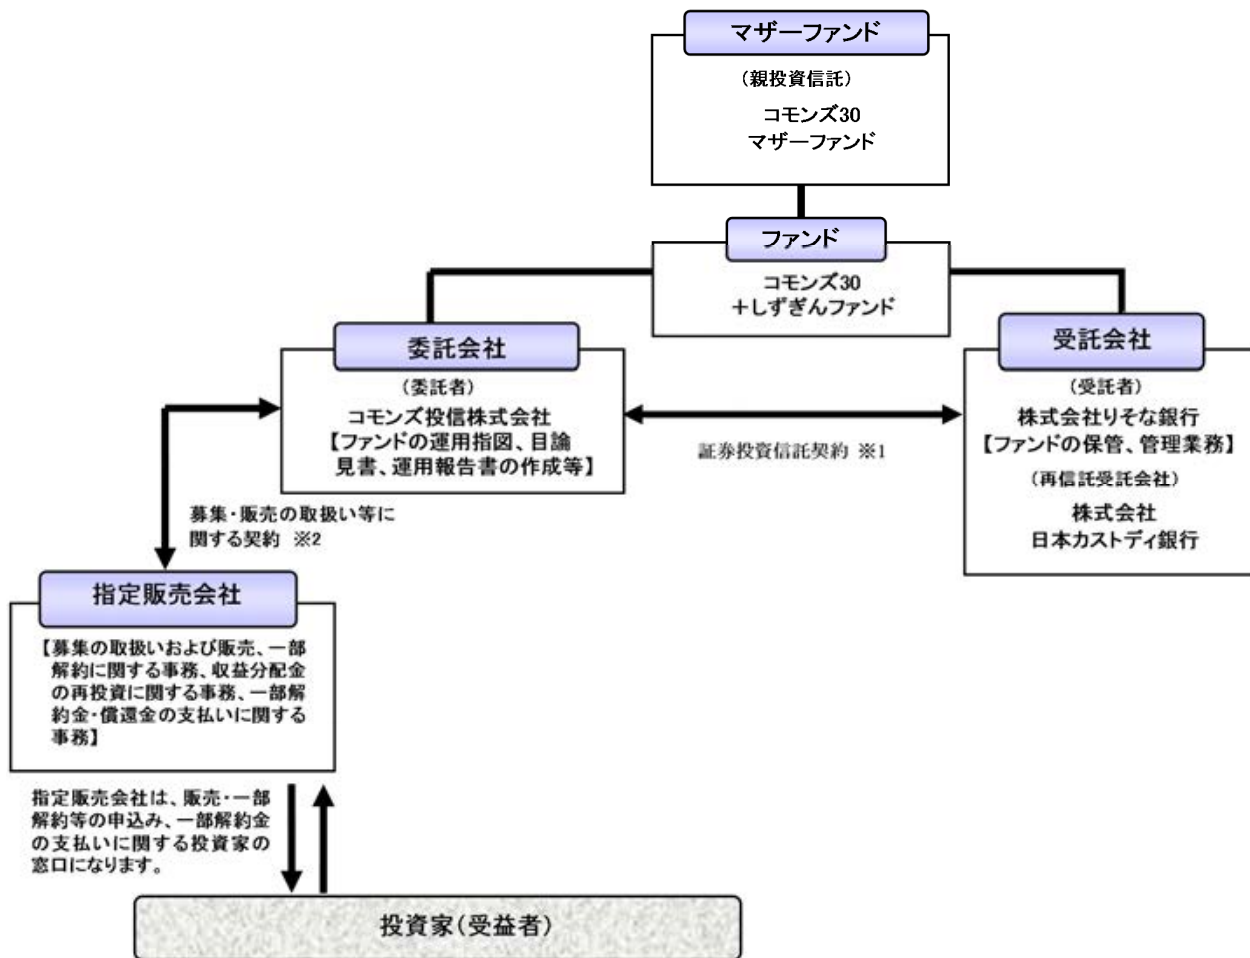 マザーファンド
（親投資信託）
コモンズ30
マザーファンド
ファンド
コモンズ30
＋しずぎんファンド
委託会社
（委託者）
コモンズ投信株式会社
【ファンドの運用指図、目論
見書、運用報告書の作成等】
証券投資信託契約 ※1
受託会社
（受託者）
株式会社りそな銀行
【ファンドの保管、管理業務】
（再信託受託会社）
株式会社
日本カストディ銀行
募集・販売の取扱い等に
関する契約 ※2
指定販売会社
【募集の取扱いおよび販売、一部
解約に関する事務、収益分配金
の再投資に関する事務、一部解
約金・償還金の支払いに関する
事務】
指定販売会社は、販売・一部
解約等の申込み、一部解約金
の支払いに関する投資家の
窓口になります。
投資家（受益者）